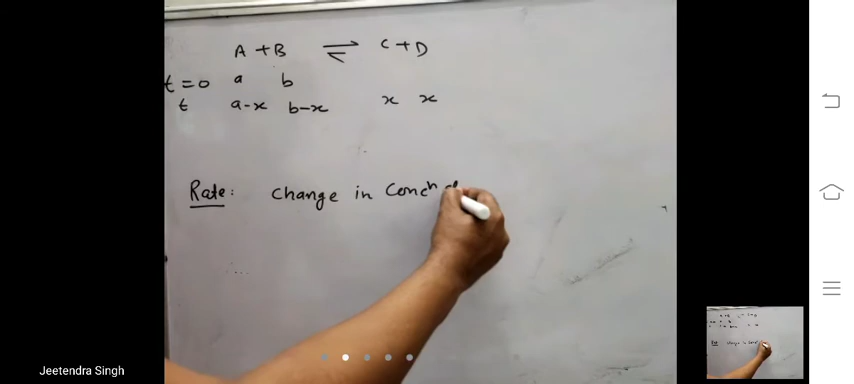 A + B ⇌ C + D
t = 0 a b
t a-x b-x x x
Rate: Change in Concn
Jeetendra Singh